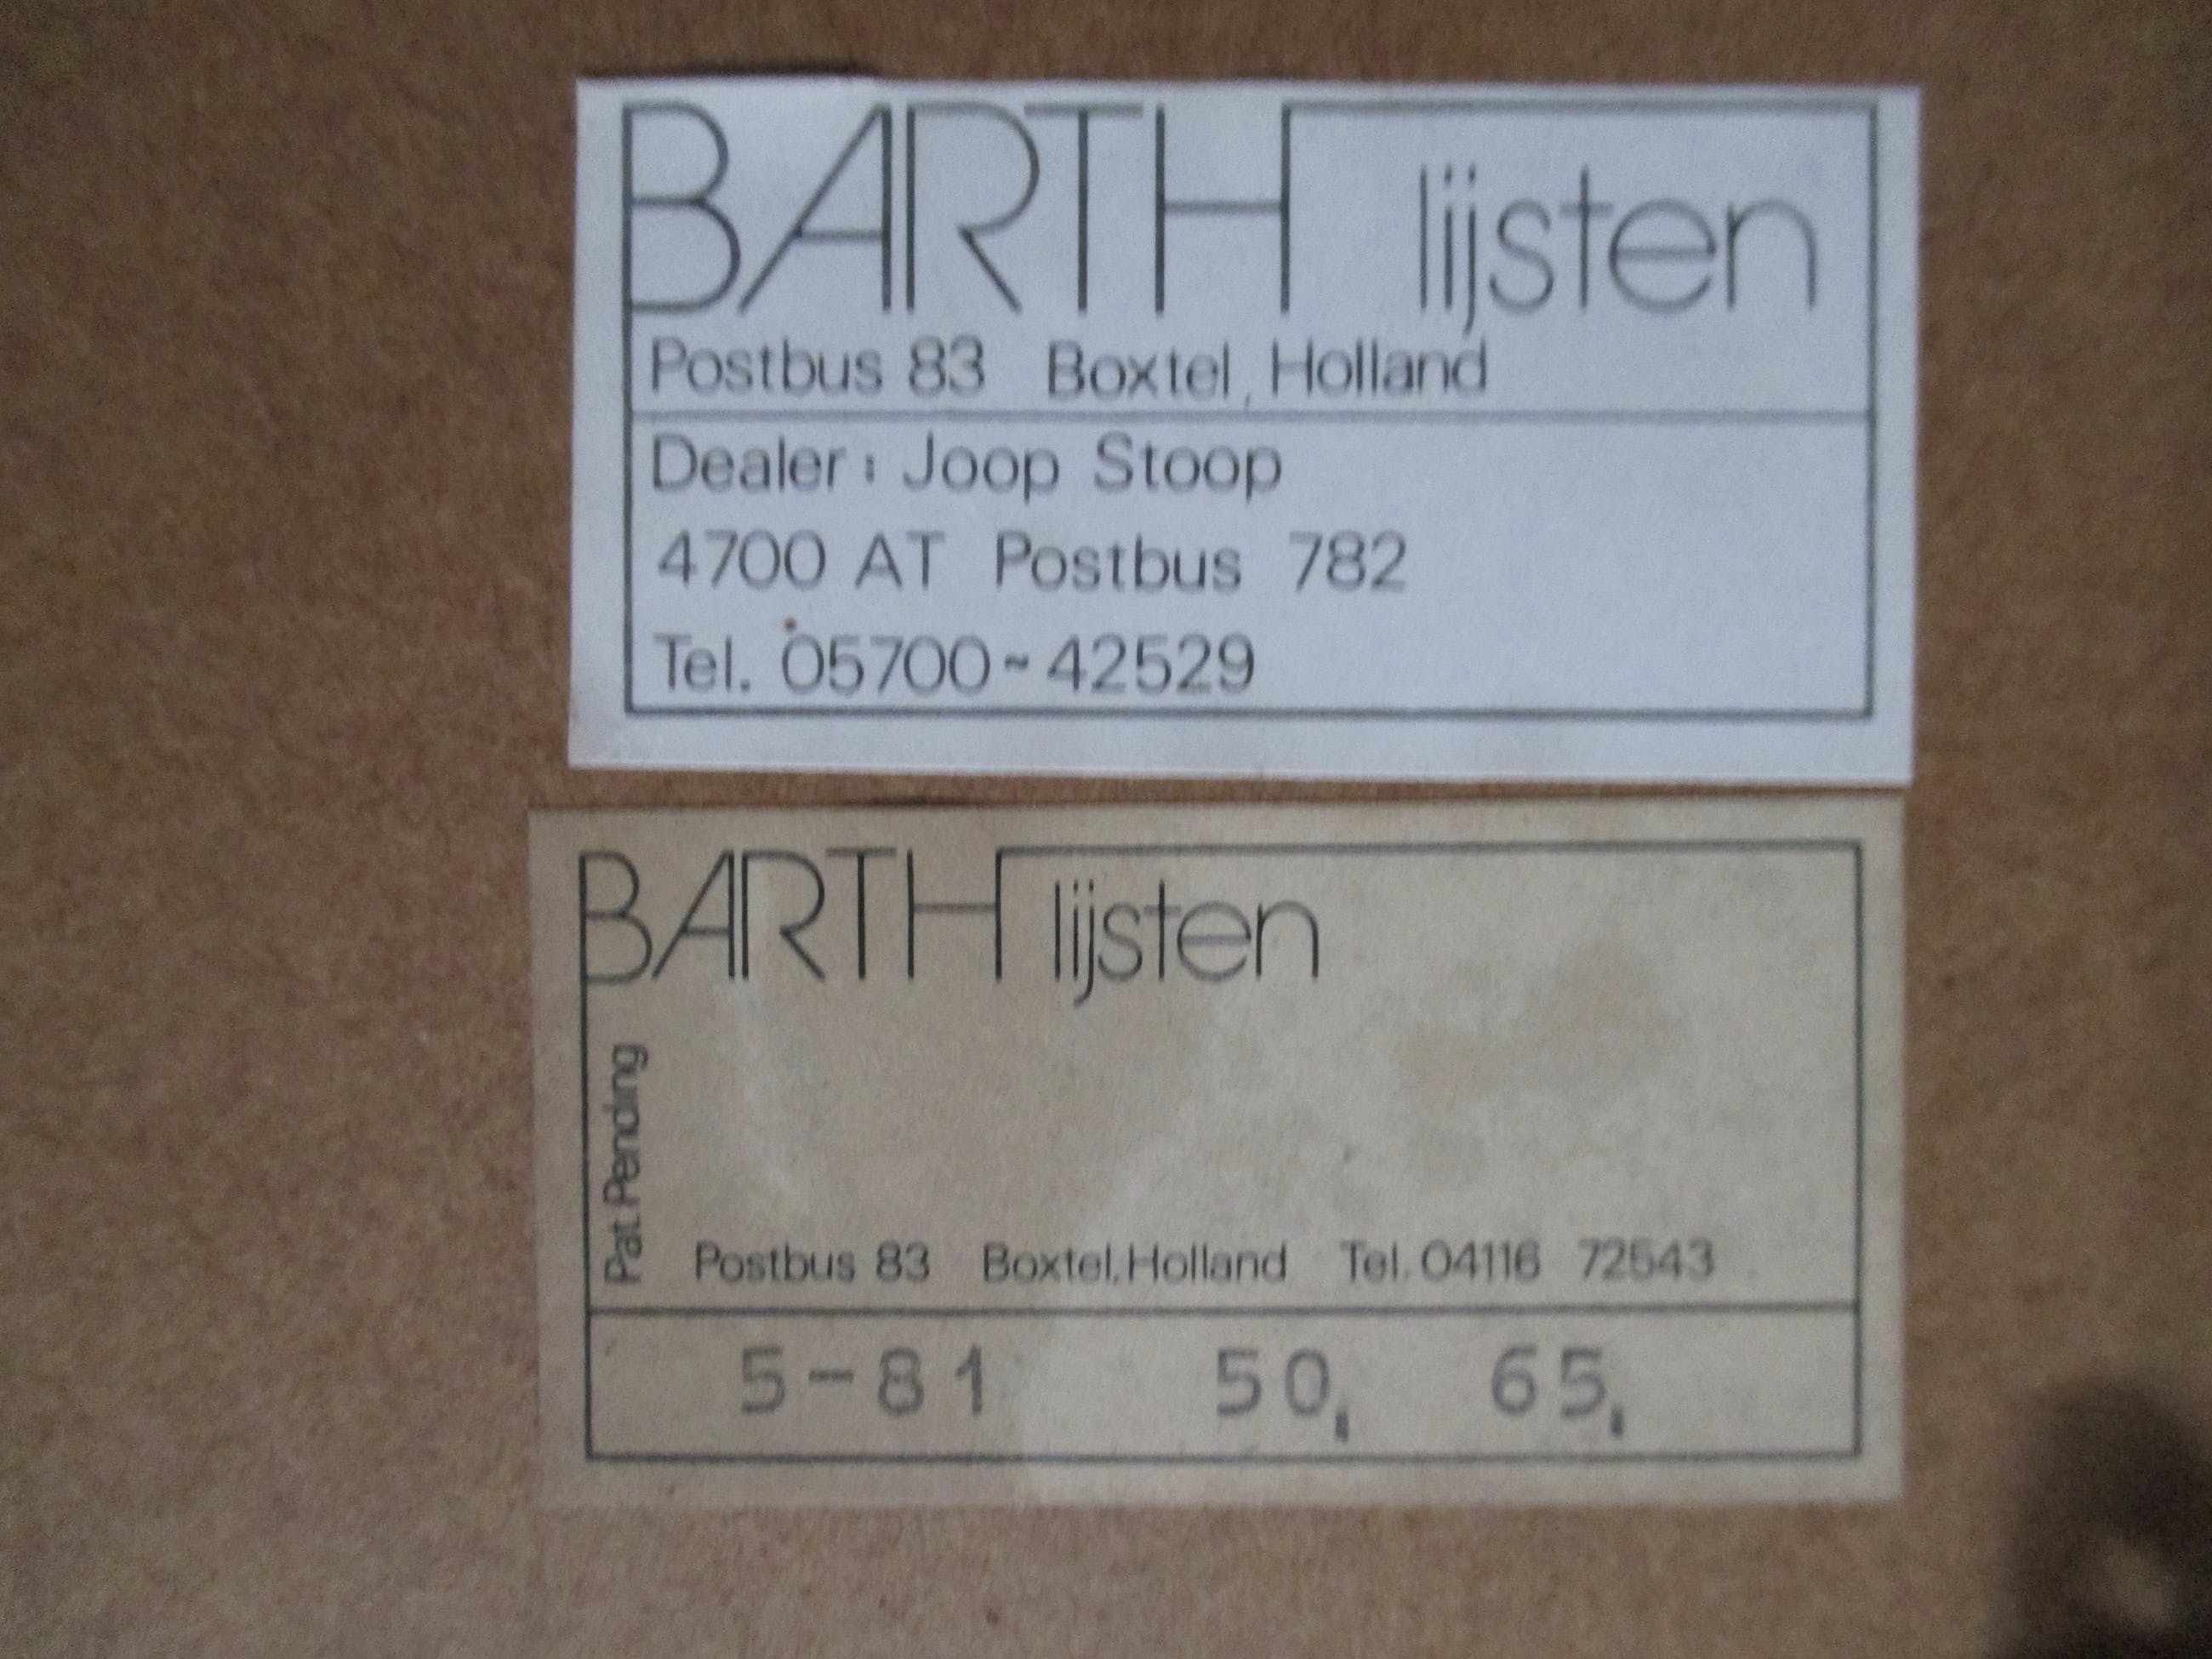 BARTH lijsten
Postbus 83 Boxtel, Holland
Dealer: Joop Stoop
4700 AT Postbus 782
Tel. 05700-42529
BARTH lijsten
Pat. Pending
Postbus 83 Boxtel, Holland Tel. 04116 72543
5-81 50, 65,